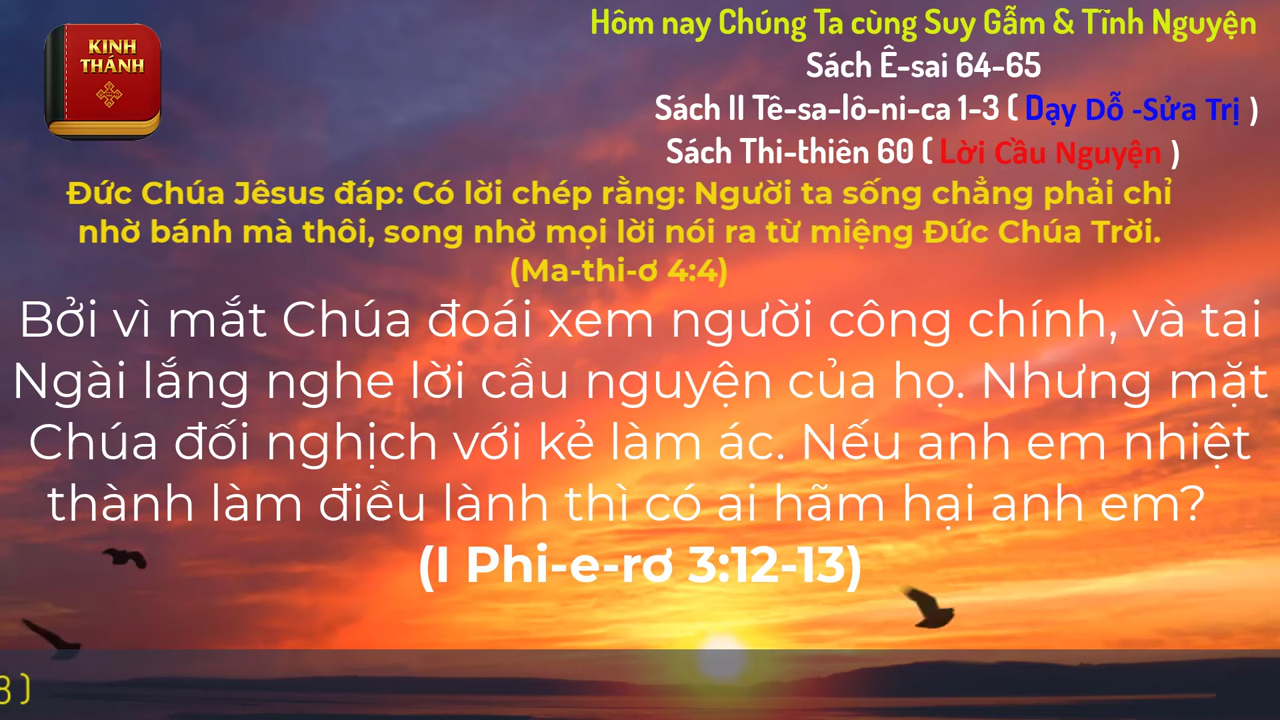 KINH
THÁNH
Hôm nay Chúng Ta cùng Suy Gẫm & Tĩnh Nguyện
Sách Ê-sai 64-65
Sách II Tê-sa-lô-ni-ca 1-3 ( Dạy Dỗ -Sửa Trị )
Sách Thi-thiên 60 ( Lời Cầu Nguyện )
Đức Chúa Jêsus đáp: Có lời chép rằng: Người ta sống chẳng phải chỉ
nhờ bánh mà thôi, song nhờ mọi lời nói ra từ miệng Đức Chúa Trời.
(Ma-thi-ơ 4:4)
Bởi vì mắt Chúa đoái xem người công chính, và tai
Ngài lắng nghe lời cầu nguyện của họ. Nhưng mặt
Chúa đối nghịch với kẻ làm ác. Nếu anh em nhiệt
thành làm điều lành thì có ai hãm hại anh em?
(I Phi-e-rơ 3:12-13)